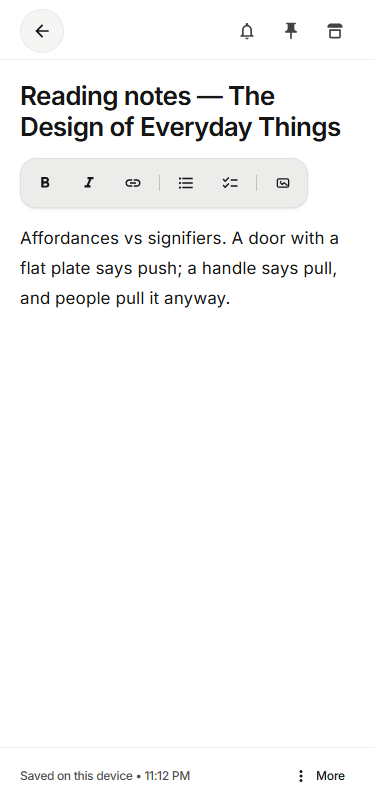 Reading notes — The
Design of Everyday Things
B I
Affordances vs signifiers. A door with a
flat plate says push; a handle says pull,
and people pull it anyway.
Saved on this device • 11:12 PM
More